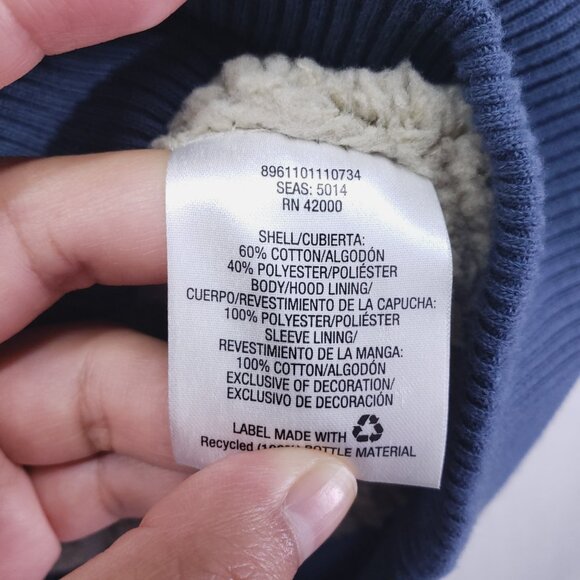 8961101110734
SEAS: 5014
RN 42000
SHELL/CUBIERTA:
60% COTTON/ALGODÓN
40% POLYESTER/POLIÉSTER
BODY/HOOD LINING/
CUERPO/REVESTIMIENTO DE LA CAPUCHA:
100% POLYESTER/POLIÉSTER
SLEEVE LINING/
REVESTIMIENTO DE LA MANGA:
100% COTTON/ALGODÓN
EXCLUSIVE OF DECORATION/
EXCLUSIVO DE DECORACIÓN
LABEL MADE WITH
Recycled (100%) BOTTLE MATERIAL